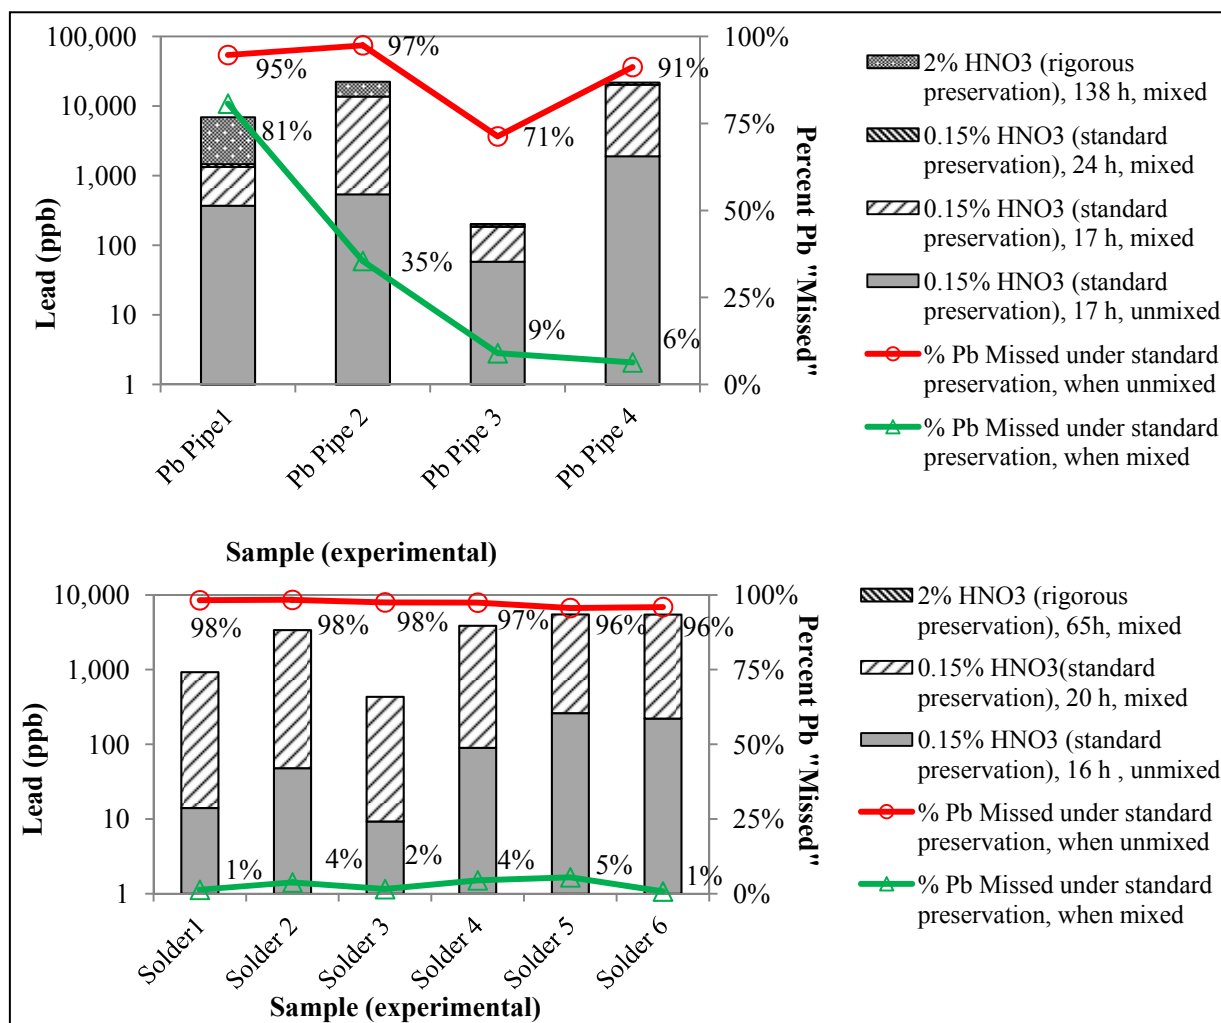 100,000
10,000
1,000
100
10
1
Lead (ppb)
95%
97%
71%
91%
81%
35%
9%
6%
100%
75%
50%
25%
0%
Percent Pb "Missed"
Pb Pipe1
Pb Pipe 2
Pb Pipe 3
Pb Pipe 4
Sample (experimental)
2% HNO3 (rigorous
preservation), 138 h, mixed
0.15% HNO3 (standard
preservation), 24 h, mixed
0.15% HNO3 (standard
preservation), 17 h, mixed
0.15% HNO3 (standard
preservation), 17 h, unmixed
% Pb Missed under standard
preservation, when unmixed
% Pb Missed under standard
preservation, when mixed
10,000
1,000
100
10
1
Lead (ppb)
98%
98%
98%
97%
96%
96%
1%
4%
2%
4%
5%
1%
100%
75%
50%
25%
0%
Percent Pb "Missed"
Solder1
Solder 2
Solder 3
Solder 4
Solder 5
Solder 6
Sample (experimental)
2% HNO3 (rigorous
preservation), 65h, mixed
0.15% HNO3(standard
preservation), 20 h, mixed
0.15% HNO3 (standard
preservation), 16 h , unmixed
% Pb Missed under standard
preservation, when unmixed
% Pb Missed under standard
preservation, when mixed